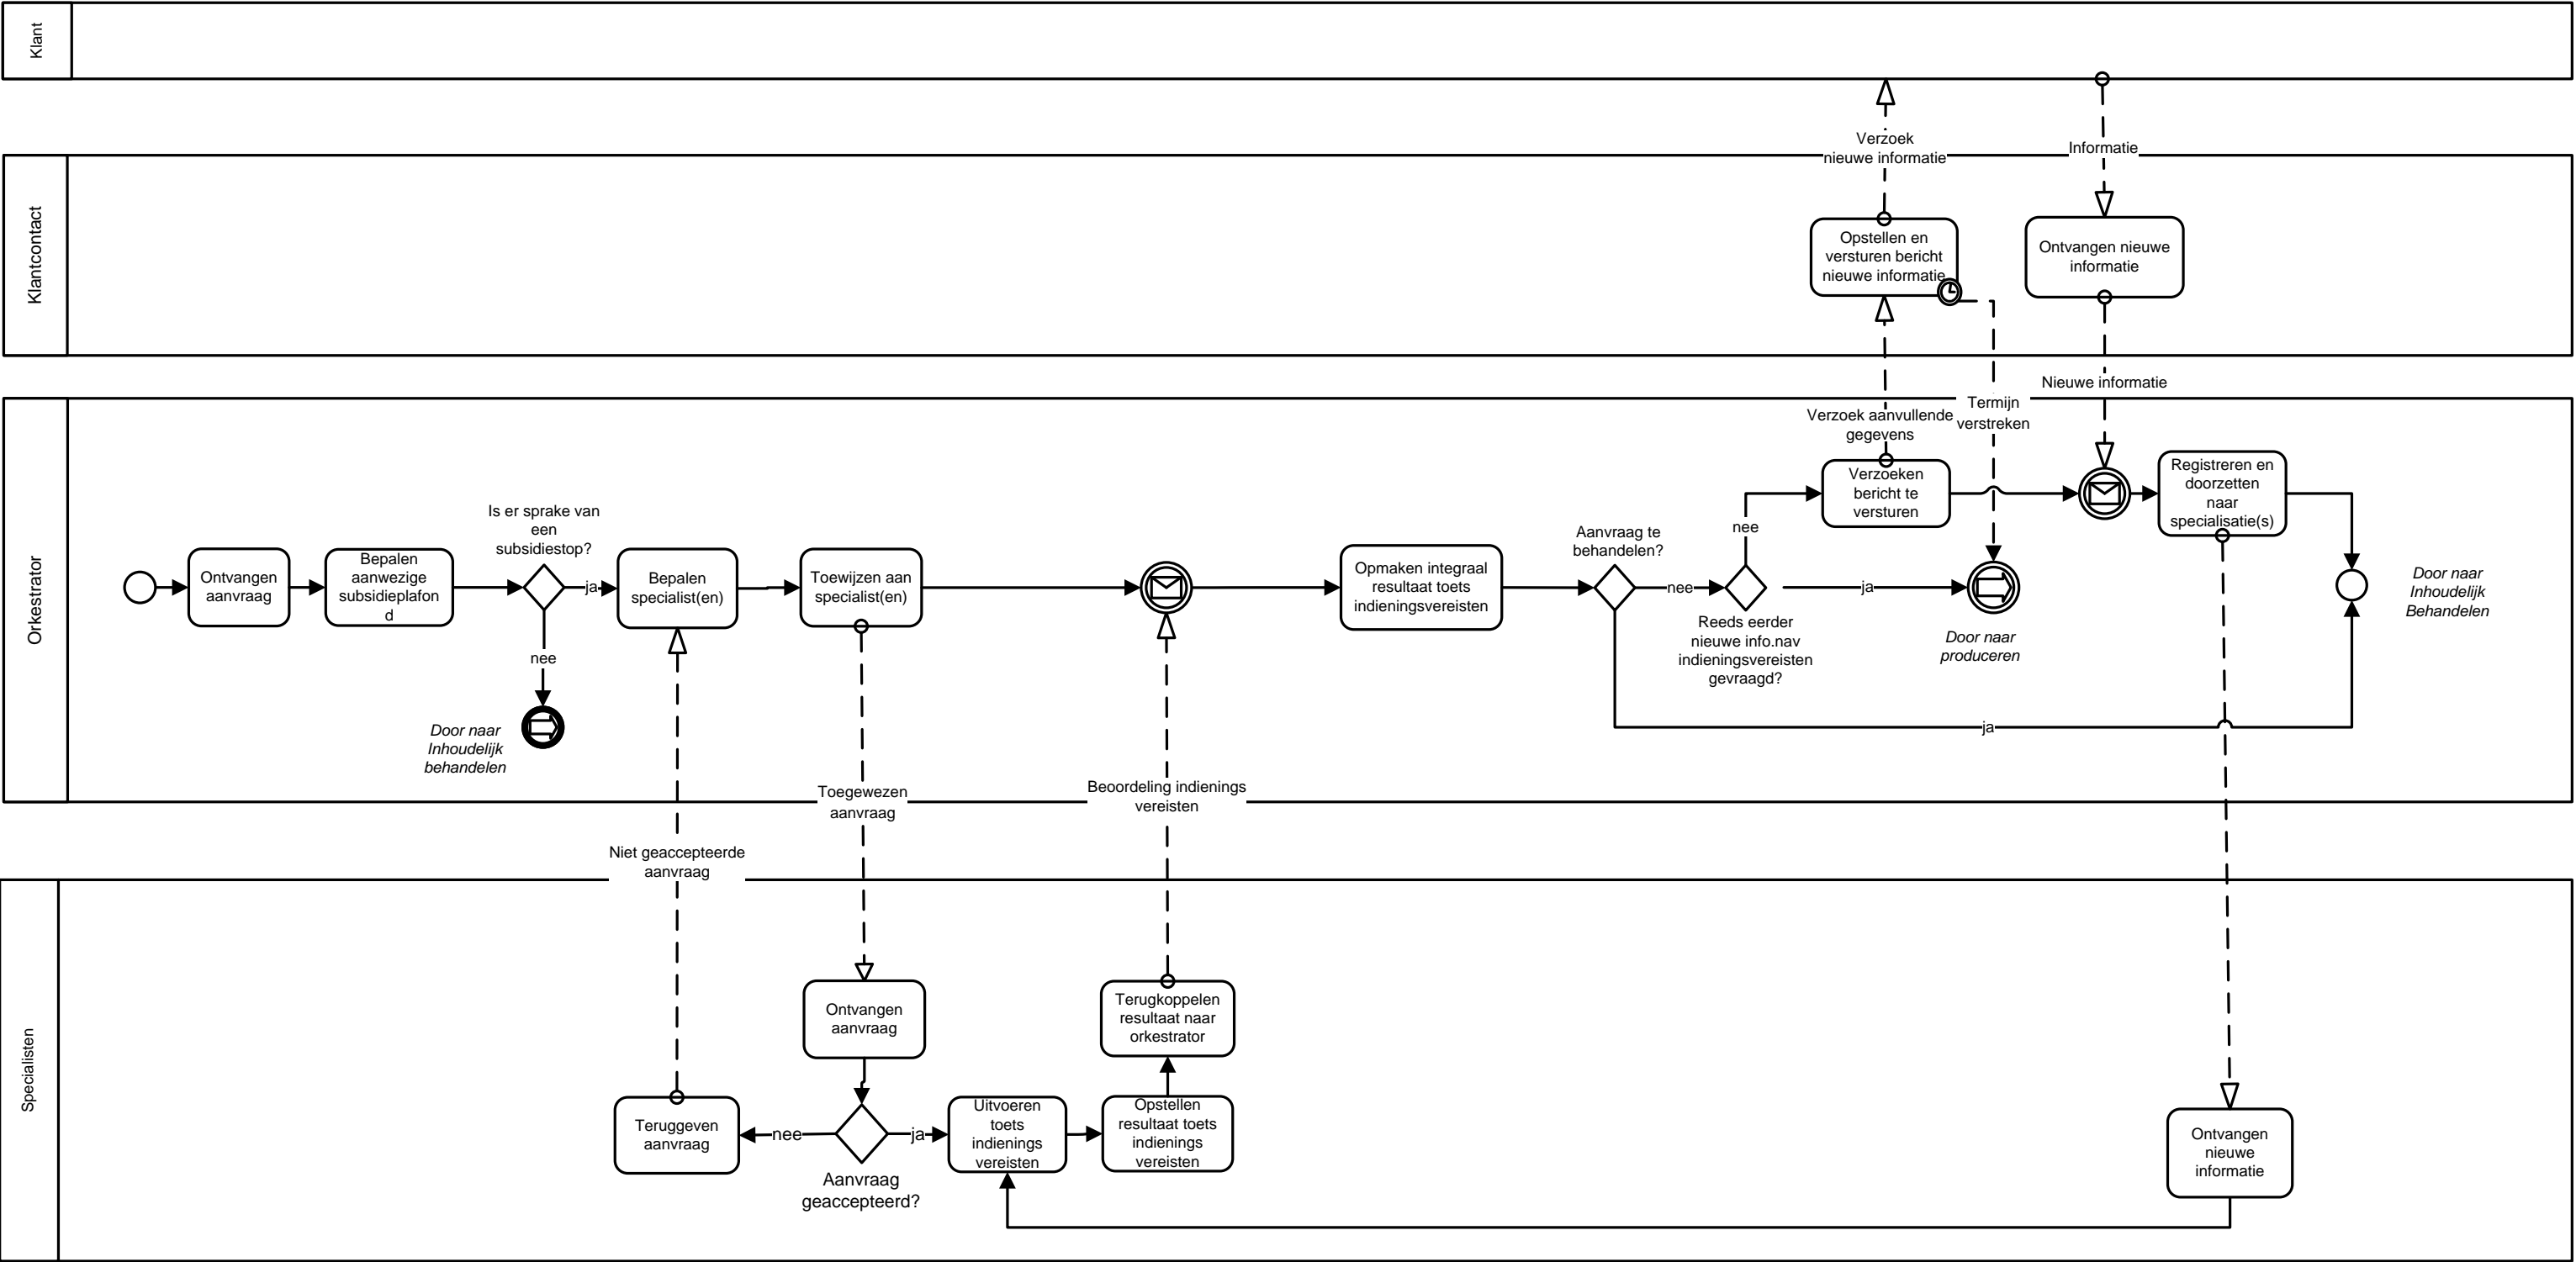 Klant
Verzoek
nieuwe informatie
Informatie
Klantcontact
Opstellen en
versturen bericht
nieuwe informatie
Ontvangen nieuwe
informatie
Nieuwe informatie
Orkestrator
Verzoek aanvullende
gegevens
Termijn
verstreken
Ontvangen
aanvraag
Bepalen
aanwezige
subsidieplafon
d
Is er sprake van
een
subsidiestop?
ja
nee
Door naar
Inhoudelijk
behandelen
Bepalen
specialist(en)
Toewijzen aan
specialist(en)
Opmaken integraal
resultaat toets
indieningsvereisten
Aanvraag te
behandelen?
nee
ja
Reeds eerder
nieuwe info.nav
indieningsvereisten
gevraagd?
nee
ja
Verzoeken
bericht te
versturen
Door naar
produceren
Registreren en
doorzetten
naar
specialisatie(s)
Door naar
Inhoudelijk
Behandelen
Niet geaccepteerde
aanvraag
Toegewezen
aanvraag
Beoordeling indienings
vereisten
Specialisten
Ontvangen
aanvraag
Aanvraag
geaccepteerd?
nee
ja
Teruggeven
aanvraag
Uitvoeren
toets
indienings
vereisten
Opstellen
resultaat toets
indienings
vereisten
Terugkoppelen
resultaat naar
orkestrator
Ontvangen
nieuwe
informatie